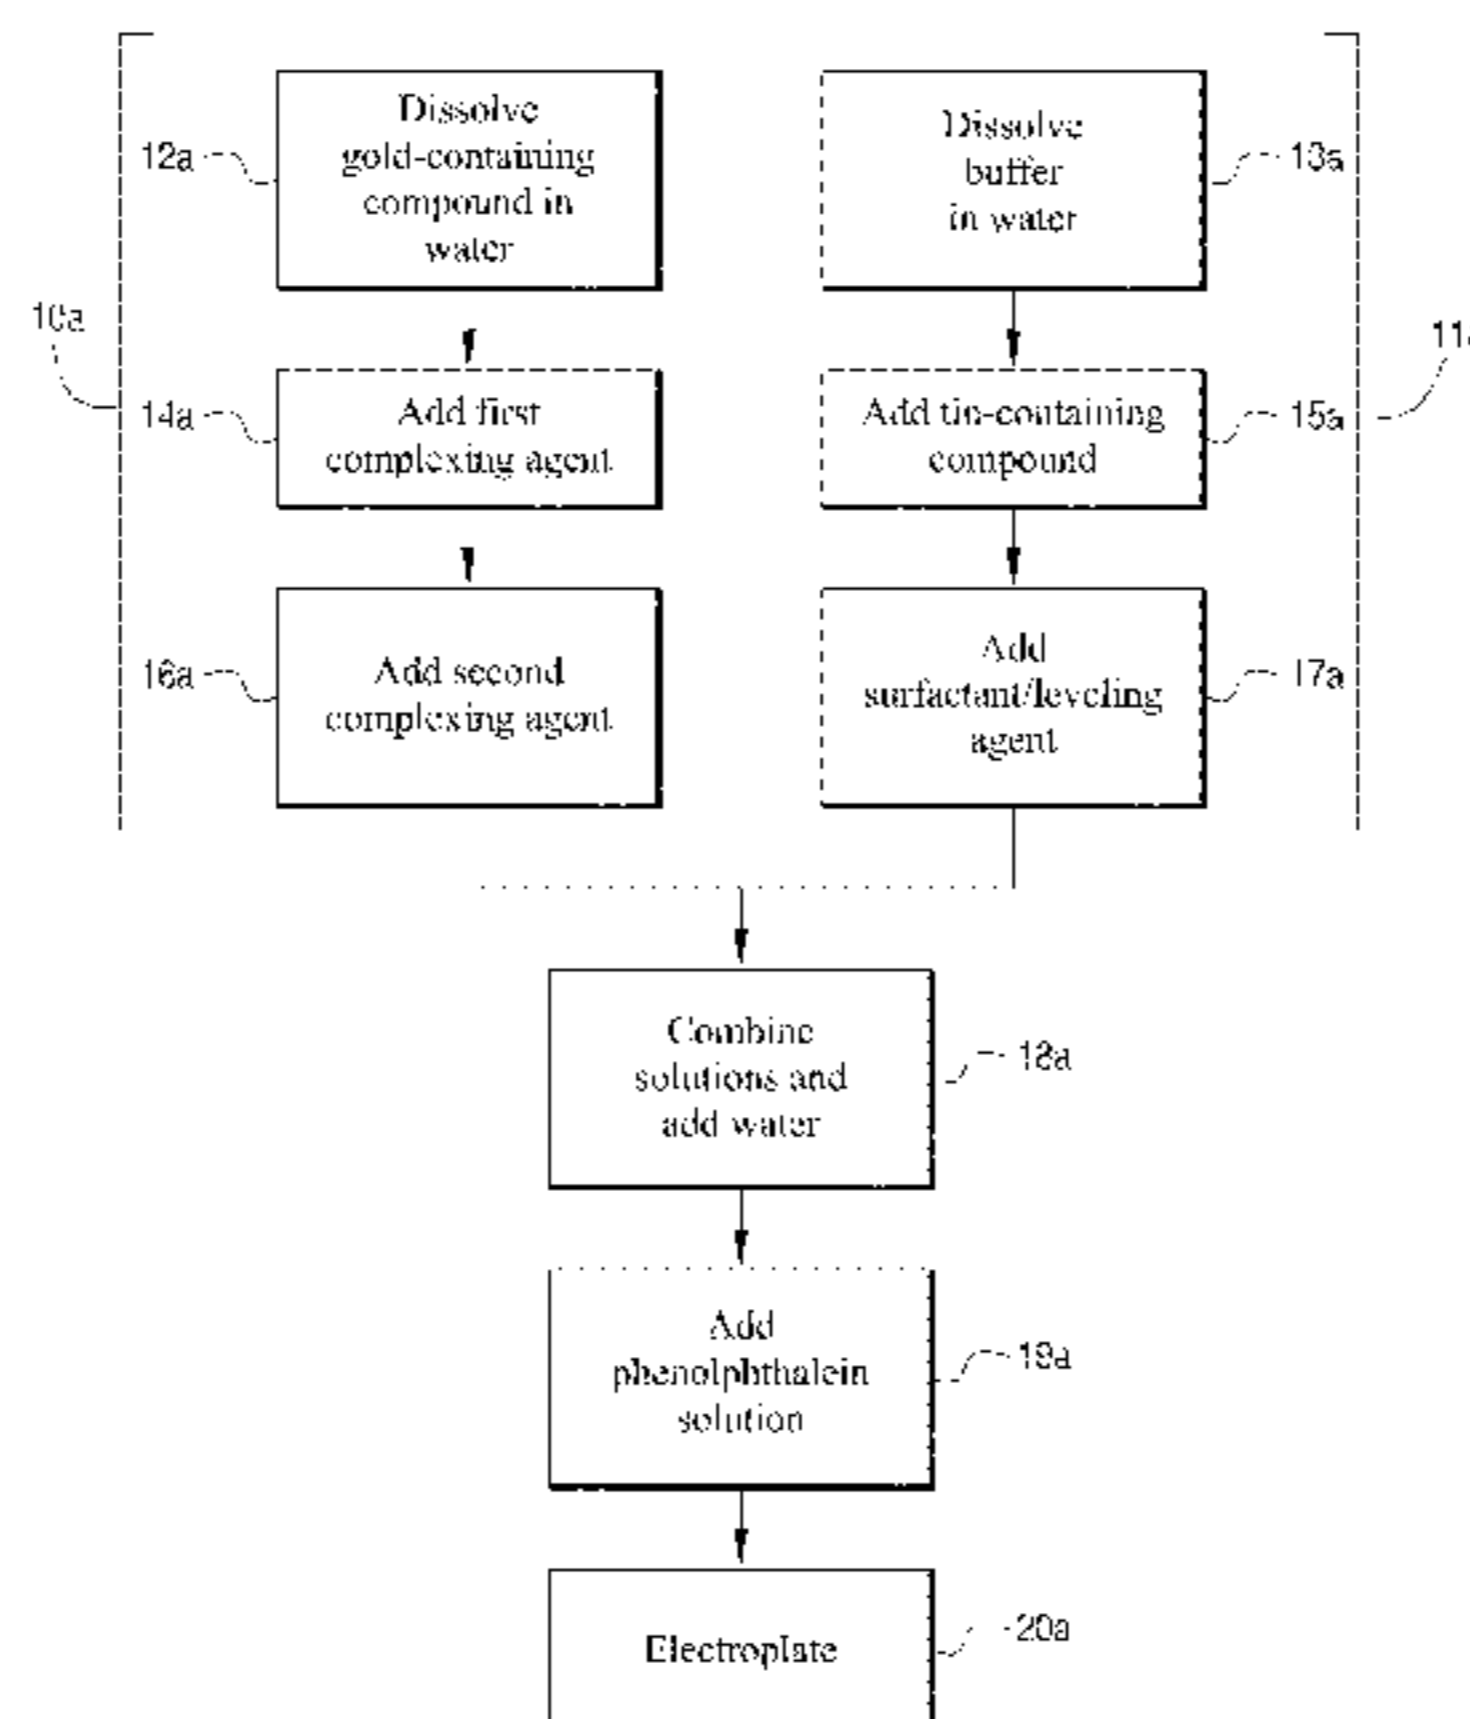 Dissolve
gold-containing
compound in
water
12a
Dissolve
buffer
in water
13a
10a
11a
14a
Add first
complexing agent
Add tin-containing
compound
15a
16a
Add second
complexing agent
Add
surfactant/leveling
agent
17a
Combine
solutions and
add water
18a
Add
phenolphthalein
solution
19a
Electroplate
20a